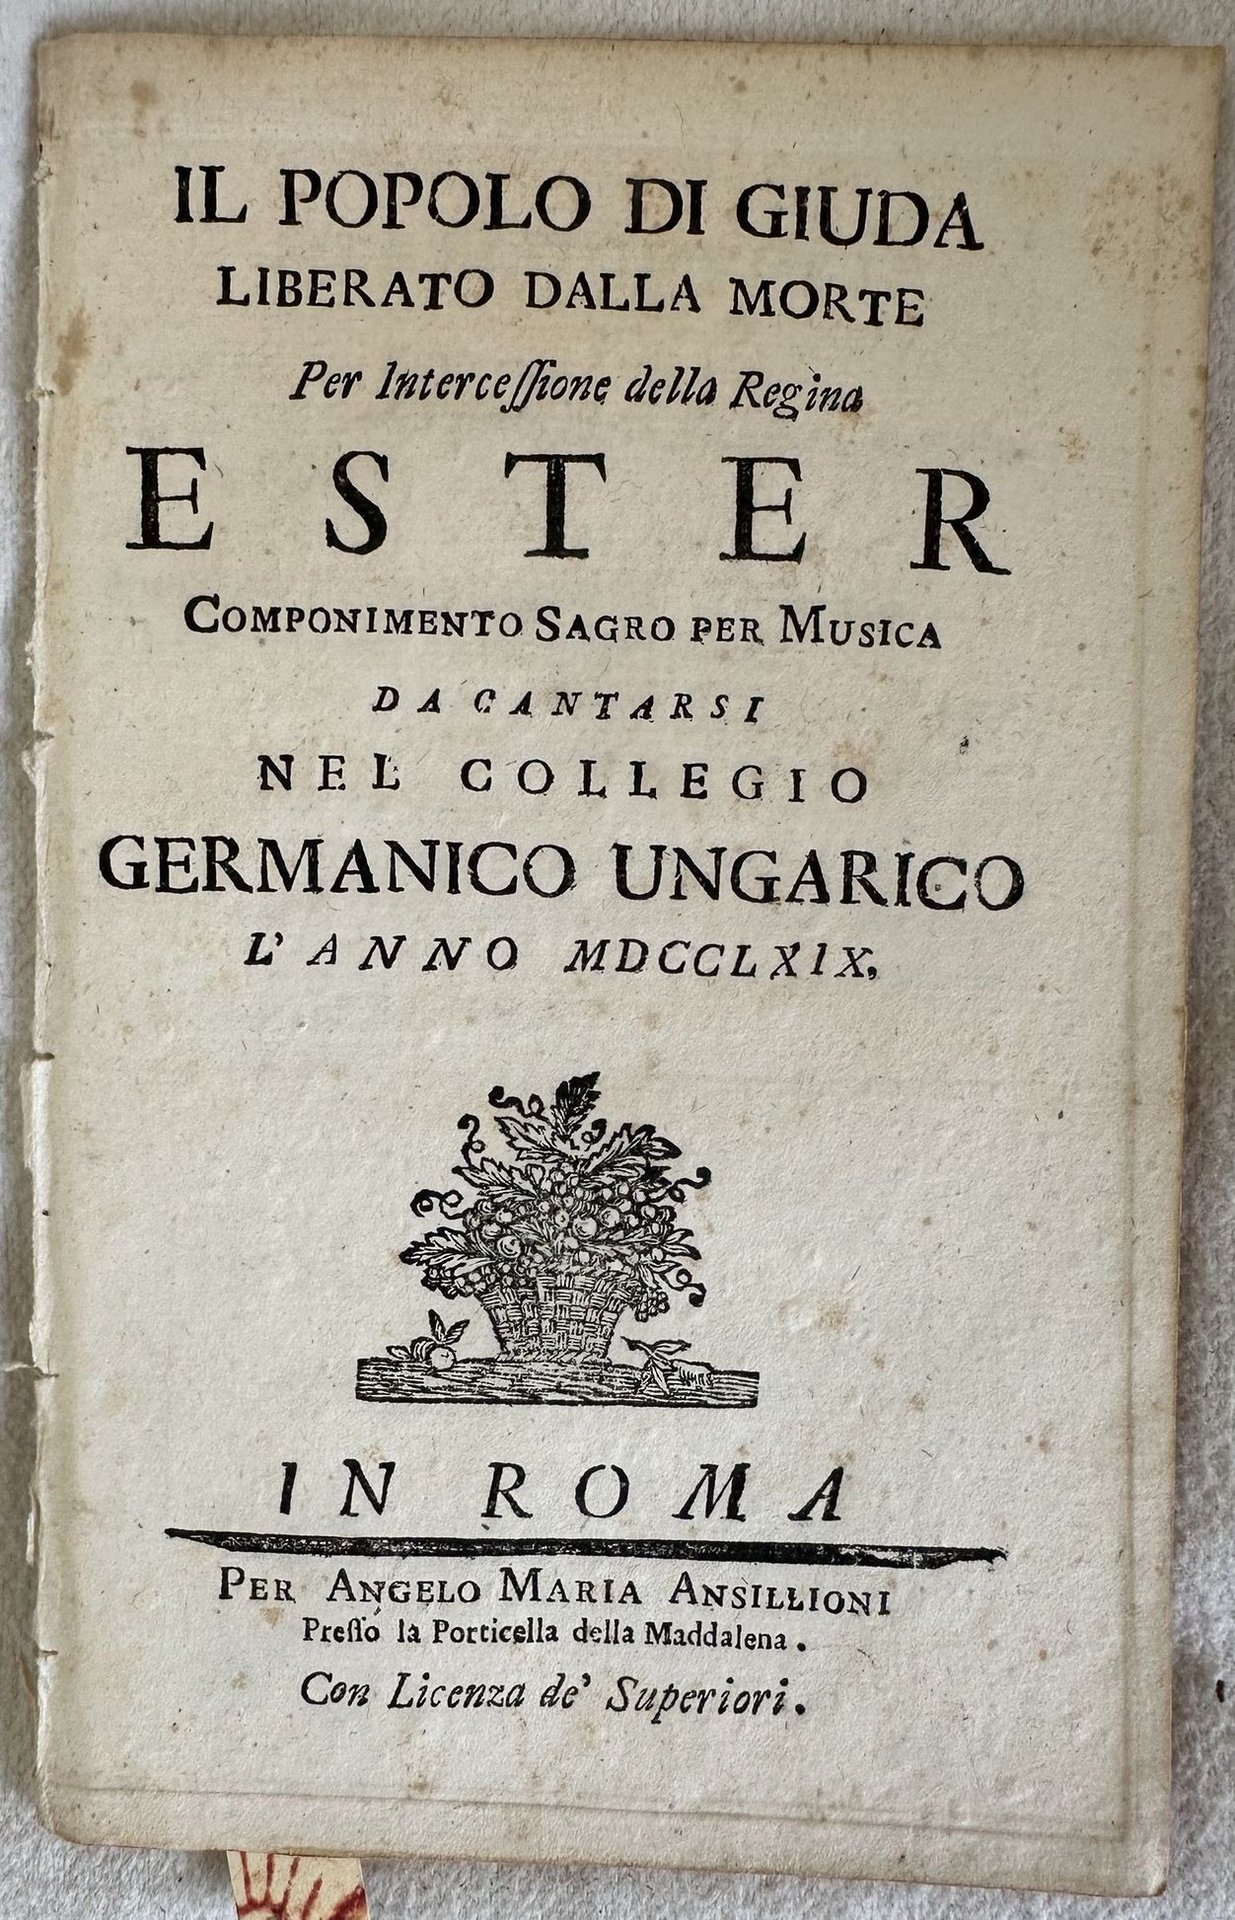 IL POPOLO DI GIUDA
LIBERATO DALLA MORTE
Per Interceſſione della Regina
ESTER
COMPONIMENTO SAGRO PER MUSICA
DA CANTARSI
NEL COLLEGIO
GERMANICO UNGARICO
L'ANNO MDCCLXIX,
IN ROMA
PER ANGELO MARIA ANSILLIONI
Preſſo la Porticella della Maddalena.
Con Licenza de' Superiori.